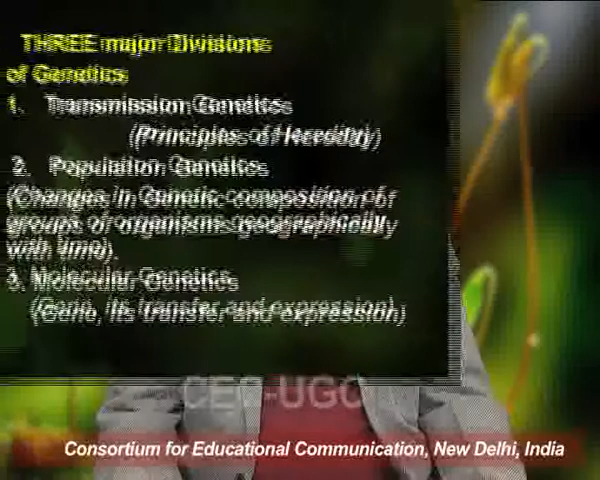 THREE major Divisions
of Genetics
1. Transmission Genetics
(Principles of Heredity)
2. Population Genetics
(Changes in Genetic composition of
groups of organisms geographically
with time).
3. Molecular Genetics
(Gene, its transfer and expression)
CEC-UGC
Consortium for Educational Communication, New Delhi, India